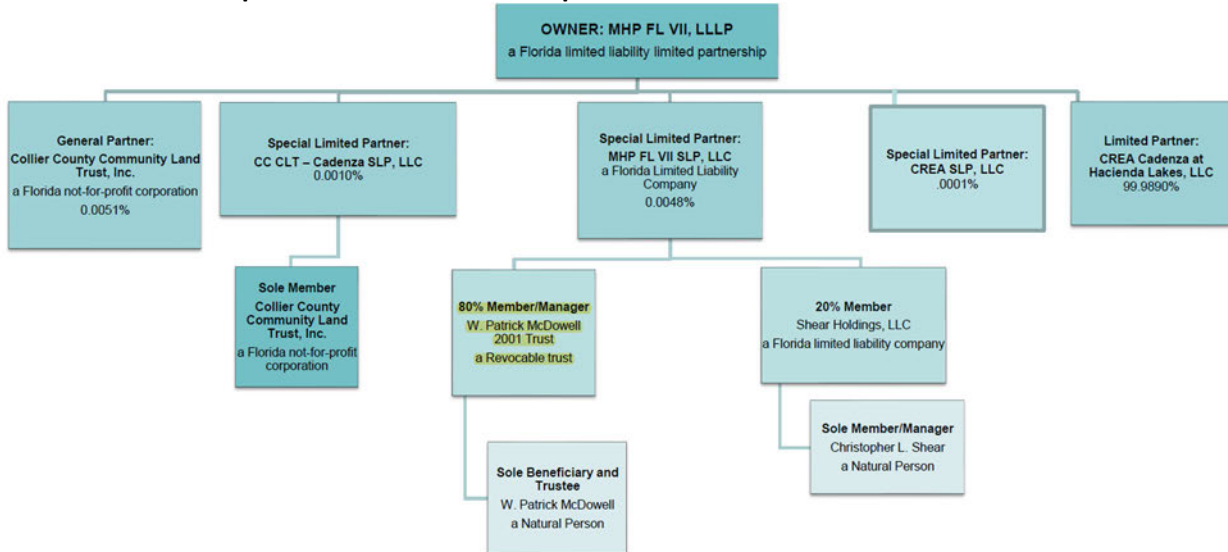 OWNER: MHP FL VII, LLLP
a Florida limited liability limited partnership
General Partner:
Collier County Community Land
Trust, Inc.
a Florida not-for-profit corporation
0.0051%
Special Limited Partner:
CC CLT – Cadenza SLP, LLC
0.0010%
Special Limited Partner:
MHP FL VII SLP, LLC
a Florida Limited Liability
Company
0.0048%
Special Limited Partner:
CREA SLP, LLC
.0001%
Limited Partner:
CREA Cadenza at
Hacienda Lakes, LLC
99.9890%
Sole Member
Collier County
Community Land
Trust, Inc.
a Florida not-for-profit
corporation
80% Member/Manager
W. Patrick McDowell
2001 Trust
a Revocable trust
20% Member
Shear Holdings, LLC
a Florida limited liability company
Sole Beneficiary and
Trustee
W. Patrick McDowell
a Natural Person
Sole Member/Manager
Christopher L. Shear
a Natural Person